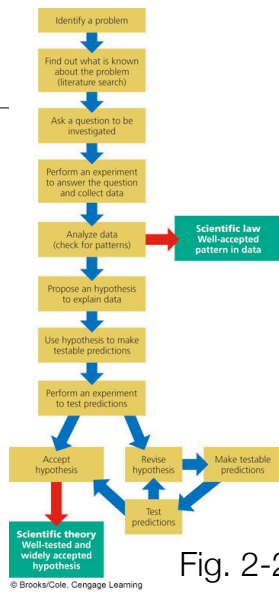 Identify a problem
Find out what is known
about the problem
(literature search)
Ask a question to be
investigated
Perform an experiment
to answer the question
and collect data
Analyze data
(check for patterns)
Scientific law
Well-accepted
pattern in data
Propose an hypothesis
to explain data
Use hypothesis to make
testable predictions
Perform an experiment
to test predictions
Accept
hypothesis
Revise
hypothesis
Make testable
predictions
Test
predictions
Scientific theory
Well-tested and
widely accepted
hypothesis
Fig. 2-2
© Brooks/Cole, Cengage Learning